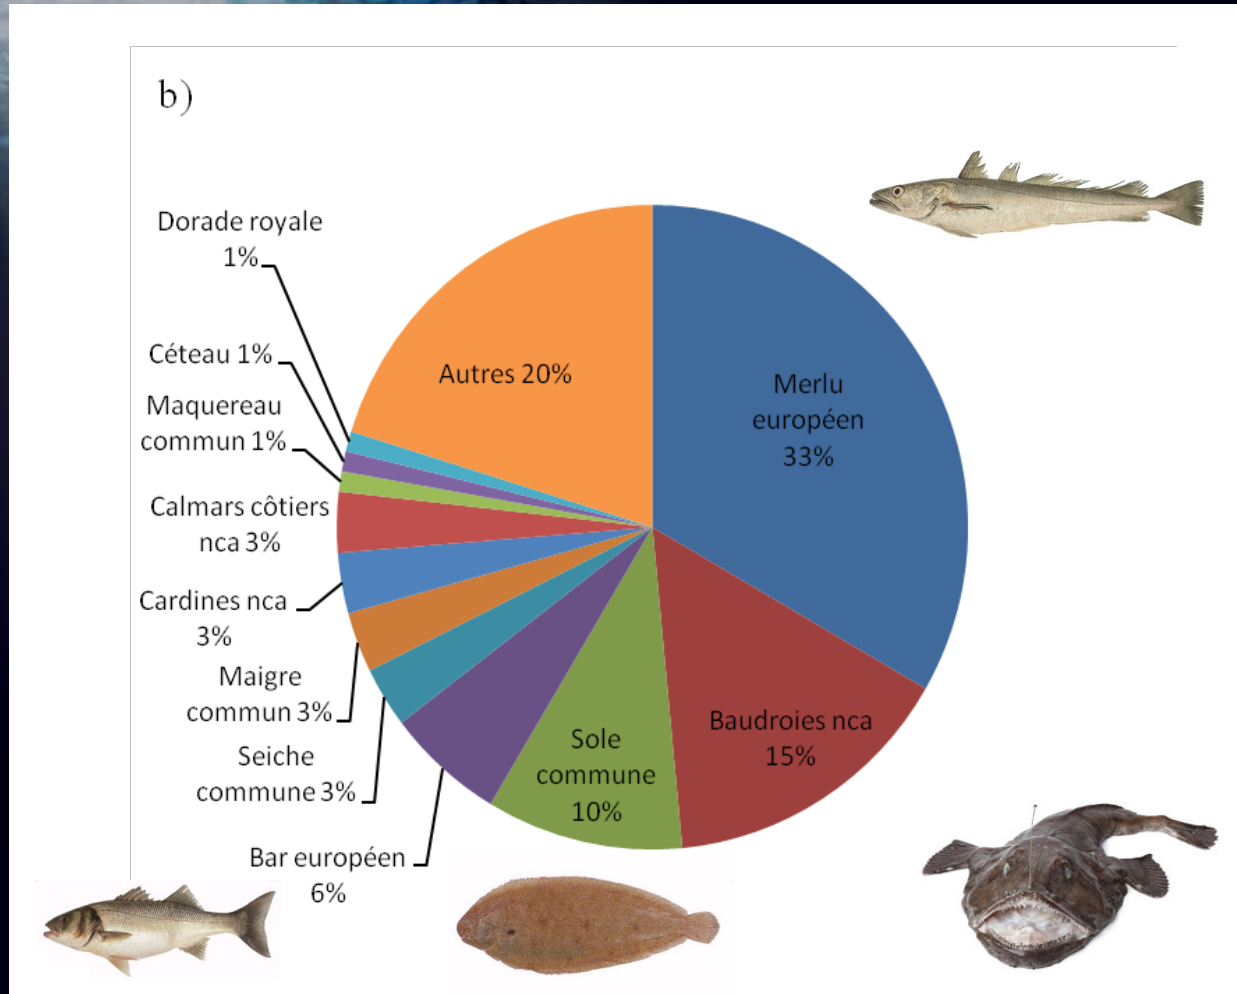 b)
Dorade royale
1%
Céteau 1%
Maquereau
commun 1%
Calmars côtiers
nca 3%
Cardines nca
3%
Maigre
commun 3%
Seiche
commune 3%
Bar européen
6%
Autres 20%
Merlu
européen
33%
Baudroies nca
15%
Sole
commune
10%